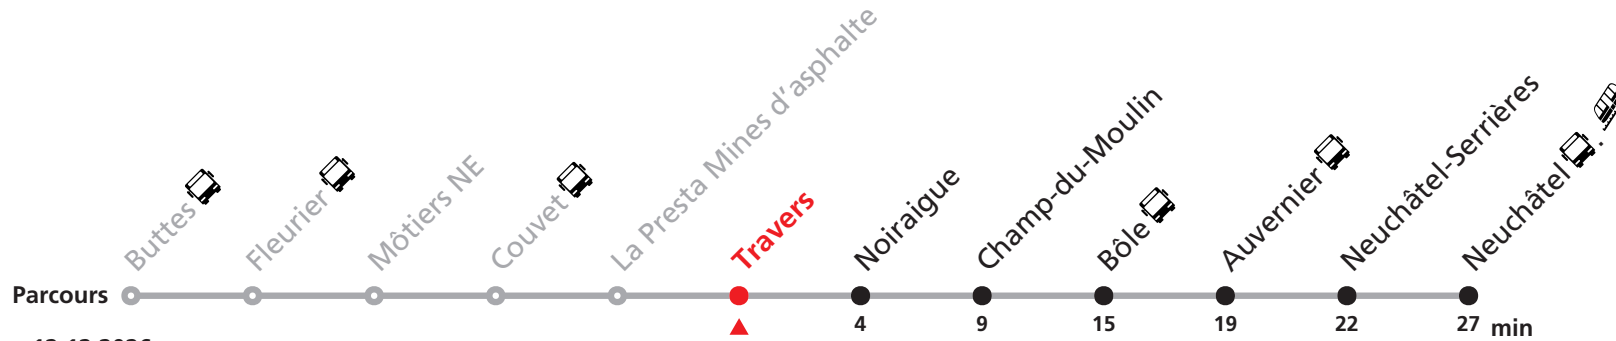 Buttes
Fleurier
Môtiers NE
Couvet
La Presta Mines d'asphalte
Travers
Noiraigue
Champ-du-Moulin
Bôle
Auvernier
Neuchâtel-Serrières
Neuchâtel
Parcours
4 9 15 19 22 27 min